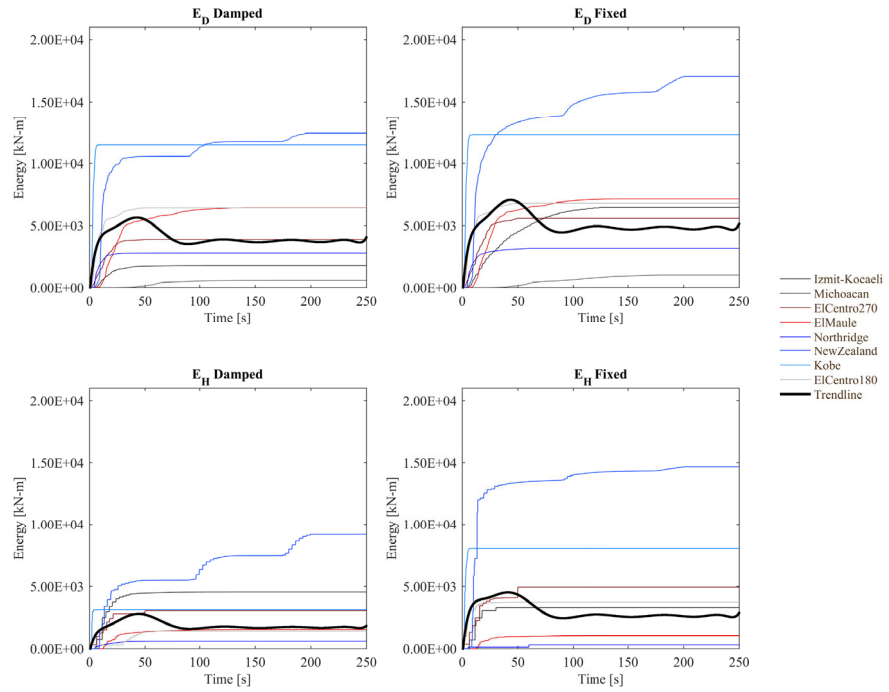 E_D Damped
E_D Fixed
2.00E+04
1.50E+04
1.00E+04
5.00E+03
0.00E+00
Energy [kN-m]
0 50 100 150 200 250
Time [s]
2.00E+04
1.50E+04
1.00E+04
5.00E+03
0.00E+00
Energy [kN-m]
0 50 100 150 200 250
Time [s]
Izmit-Kocaeli
Michoacan
ElCentro270
ElMaule
Northridge
NewZealand
Kobe
ElCentro180
Trendline
E_H Damped
E_H Fixed
2.00E+04
1.50E+04
1.00E+04
5.00E+03
0.00E+00
Energy [kN-m]
0 50 100 150 200 250
Time [s]
2.00E+04
1.50E+04
1.00E+04
5.00E+03
0.00E+00
Energy [kN-m]
0 50 100 150 200 250
Time [s]